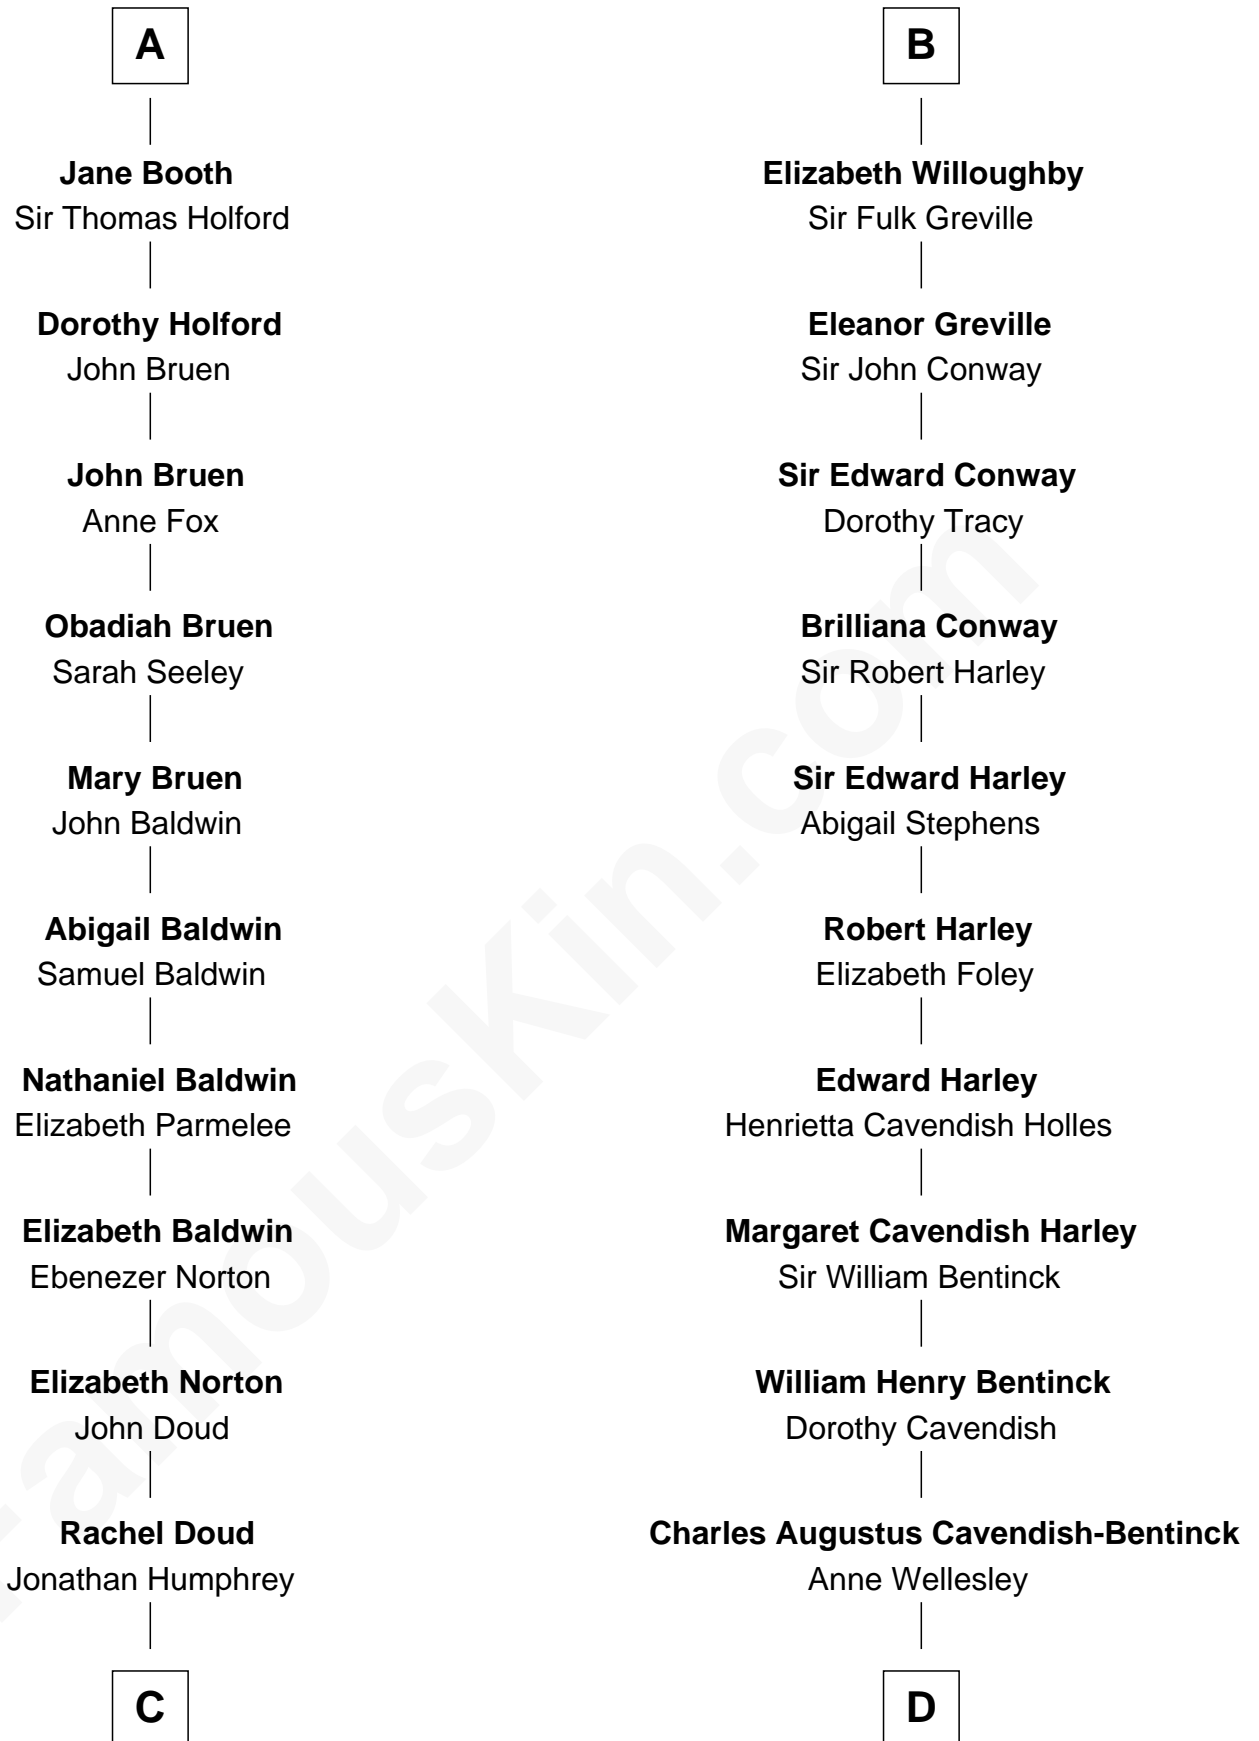 A
Jane Booth
Sir Thomas Holford
Dorothy Holford
John Bruen
John Bruen
Anne Fox
Obadiah Bruen
Sarah Seeley
Mary Bruen
John Baldwin
Abigail Baldwin
Samuel Baldwin
Nathaniel Baldwin
Elizabeth Parmelee
Elizabeth Baldwin
Ebenezer Norton
Elizabeth Norton
John Doud
Rachel Doud
Jonathan Humphrey
C
B
Elizabeth Willoughby
Sir Fulk Greville
Eleanor Greville
Sir John Conway
Sir Edward Conway
Dorothy Tracy
Brilliana Conway
Sir Robert Harley
Sir Edward Harley
Abigail Stephens
Robert Harley
Elizabeth Foley
Edward Harley
Henrietta Cavendish Holles
Margaret Cavendish Harley
Sir William Bentinck
William Henry Bentinck
Dorothy Cavendish
Charles Augustus Cavendish-Bentinck
Anne Wellesley
D
FamousKin.com